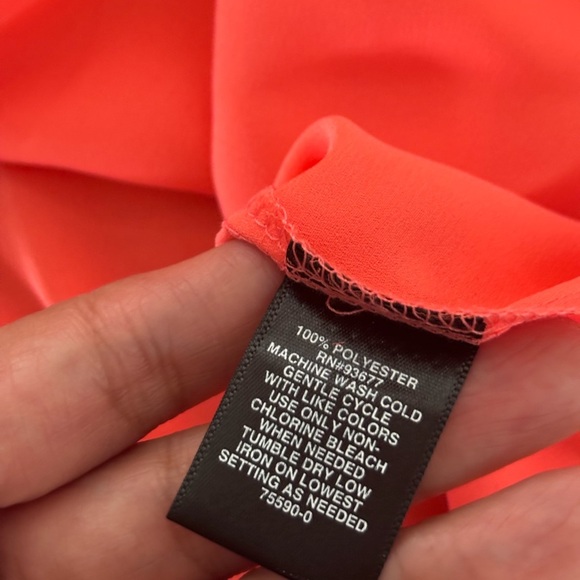 100% POLYESTER
RN#93677
MACHINE WASH COLD
GENTLE CYCLE
WITH LIKE COLORS
USE ONLY NON-
CHLORINE BLEACH
WHEN NEEDED
TUMBLE DRY LOW
IRON ON LOWEST
SETTING AS NEEDED
75590-0